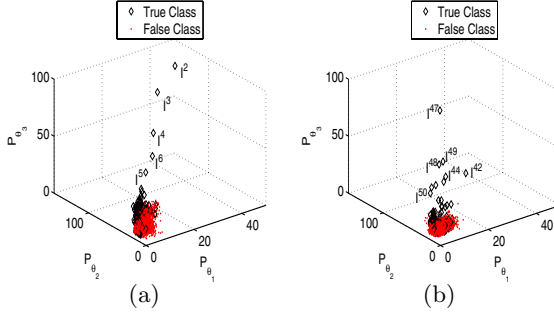 True Class
False Class
100
50
0
P_θ3
100
0
P_θ2
0
20
40
P_θ1
I^2
I^3
I^4
I^6
I^5
(a)
True Class
False Class
100
50
0
P_θ3
100
0
P_θ2
0
20
40
P_θ1
I^47
I^49
I^48
I^44
I^42
I^50
(b)